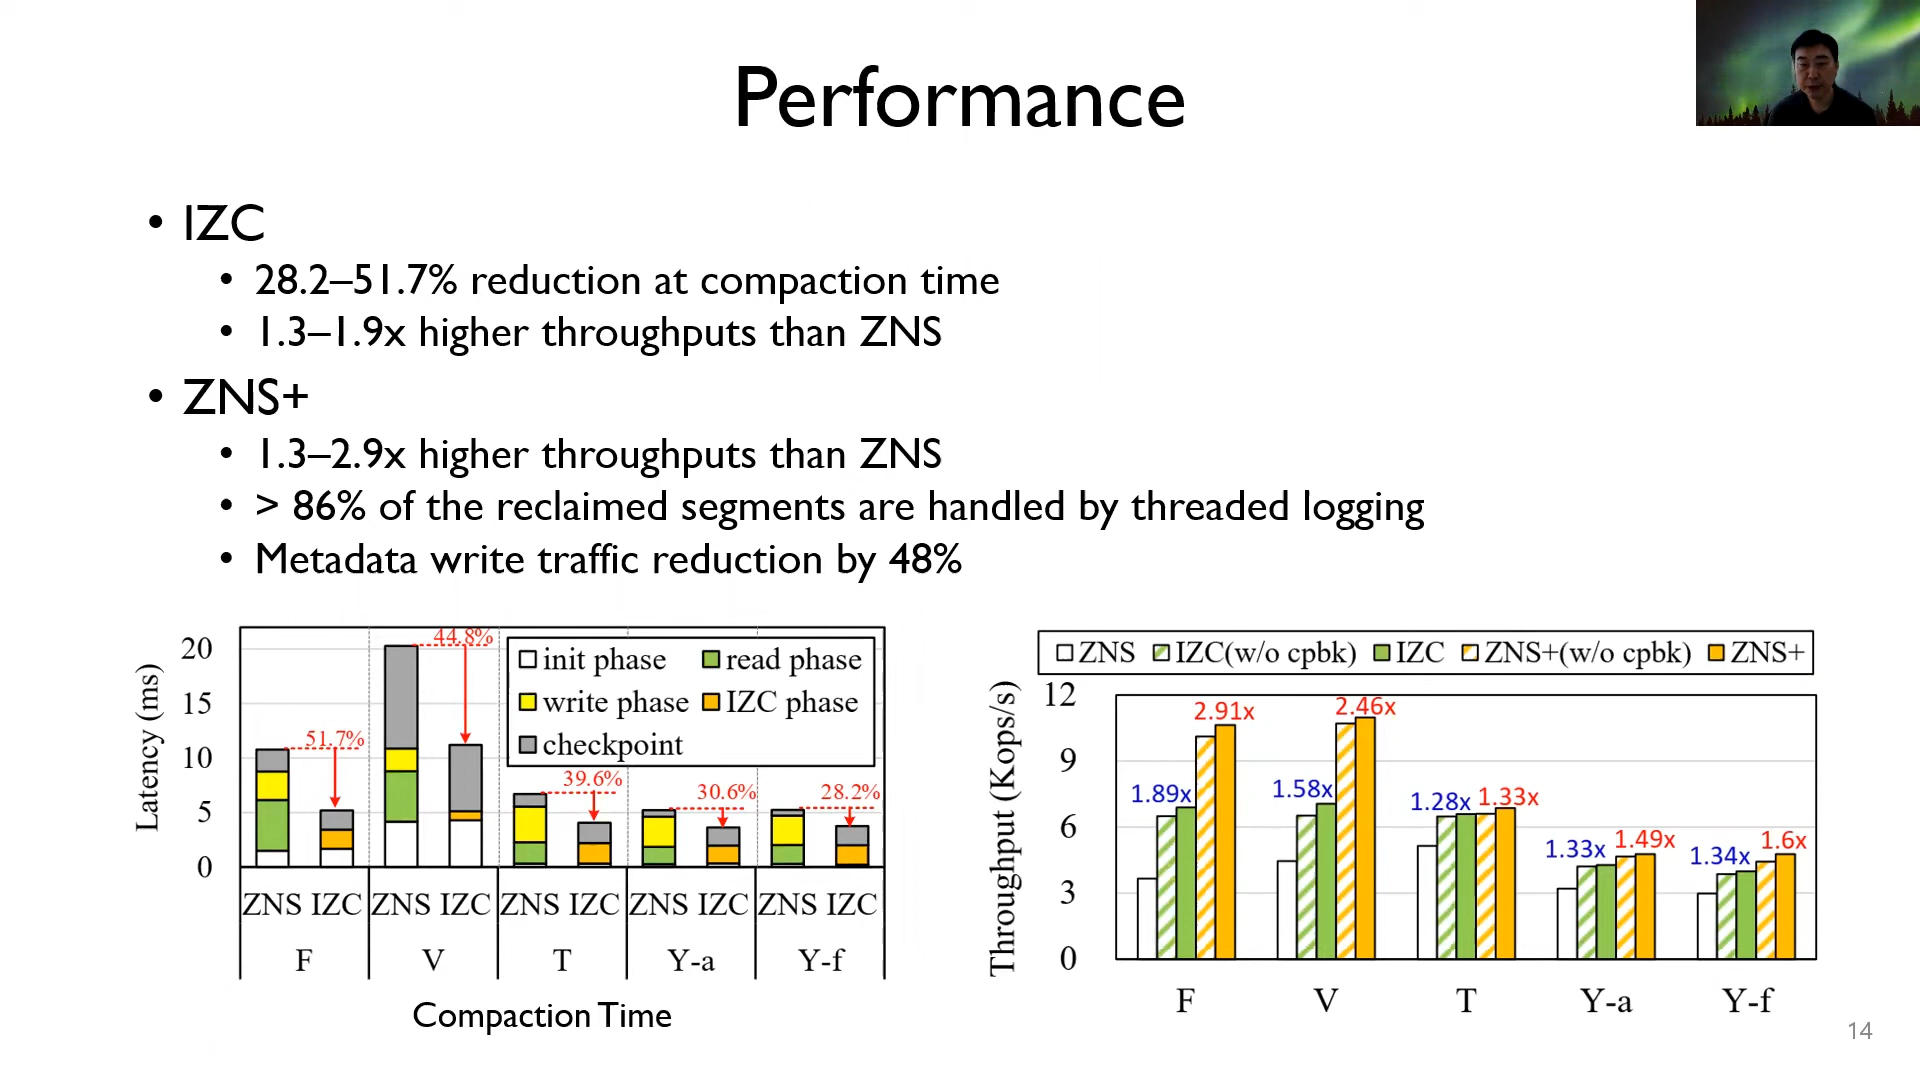 Performance
• IZC
• 28.2–51.7% reduction at compaction time
• 1.3–1.9x higher throughputs than ZNS
• ZNS+
• 1.3–2.9x higher throughputs than ZNS
• > 86% of the reclaimed segments are handled by threaded logging
• Metadata write traffic reduction by 48%
Latency (ms)
20
15
10
5
0
51.7%
44.8%
39.6%
30.6%
28.2%
init phase read phase
write phase IZC phase
checkpoint
ZNS IZC ZNS IZC ZNS IZC ZNS IZC ZNS IZC
F V T Y-a Y-f
Compaction Time
ZNS IZC(w/o cpbk) IZC ZNS+(w/o cpbk) ZNS+
Throughput (Kops/s)
12
9
6
3
0
1.89x 2.91x
1.58x 2.46x
1.28x 1.33x
1.33x 1.49x
1.34x 1.6x
F V T Y-a Y-f
14